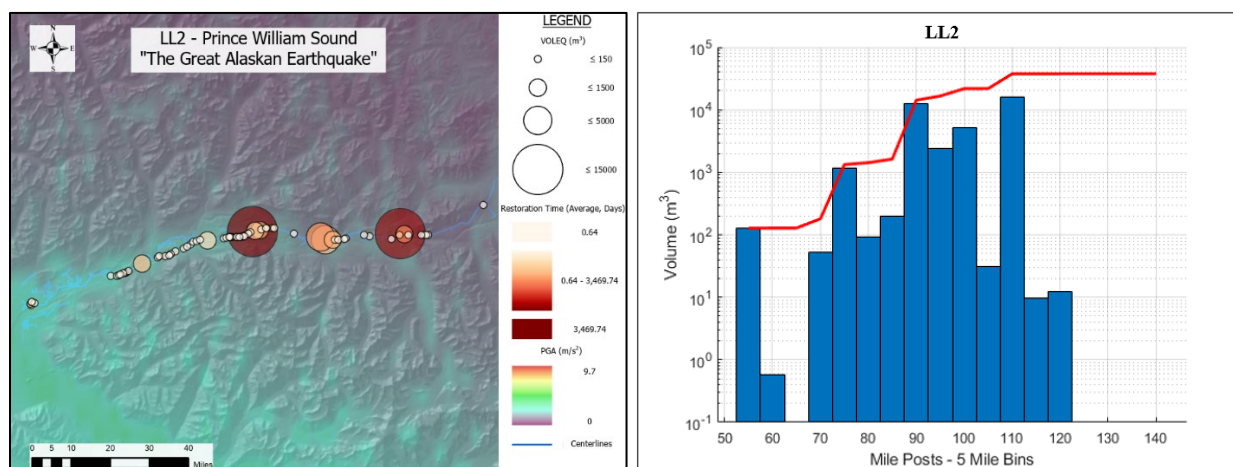 LL2 - Prince William Sound
"The Great Alaskan Earthquake"
N
W E
S
LEGEND
VOLEQ (m³)
≤ 150
≤ 1500
≤ 5000
≤ 15000
Restoration Time (Average, Days)
0.64
0.64 - 3,469.74
3,469.74
PGA (m/s²)
9.7
0
Centerlines
0 5 10 20 30 40
Miles
LL2
10⁵
10⁴
10³
10²
10¹
10⁰
10⁻¹
Volume (m³)
50 60 70 80 90 100 110 120 130 140
Mile Posts - 5 Mile Bins